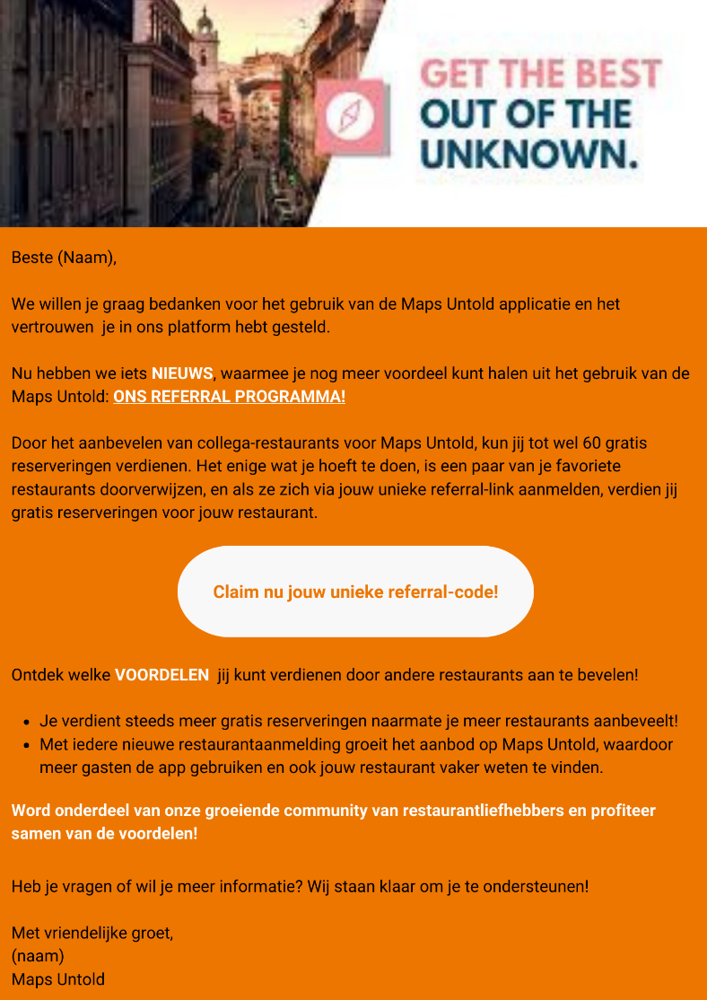 GET THE BEST
OUT OF THE
UNKNOWN.
Beste (Naam),
We willen je graag bedanken voor het gebruik van de Maps Untold applicatie en het
vertrouwen  je in ons platform hebt gesteld.
Nu hebben we iets NIEUWS, waarmee je nog meer voordeel kunt halen uit het gebruik van de
Maps Untold: ONS REFERRAL PROGRAMMA!
Door het aanbevelen van collega-restaurants voor Maps Untold, kun jij tot wel 60 gratis
reserveringen verdienen. Het enige wat je hoeft te doen, is een paar van je favoriete
restaurants doorverwijzen, en als ze zich via jouw unieke referral-link aanmelden, verdien jij
gratis reserveringen voor jouw restaurant.
Claim nu jouw unieke referral-code!
Ontdek welke VOORDELEN  jij kunt verdienen door andere restaurants aan te bevelen!
• Je verdient steeds meer gratis reserveringen naarmate je meer restaurants aanbeveelt!
• Met iedere nieuwe restaurantaanmelding groeit het aanbod op Maps Untold, waardoor
meer gasten de app gebruiken en ook jouw restaurant vaker weten te vinden.
Word onderdeel van onze groeiende community van restaurantliefhebbers en profiteer
samen van de voordelen!
Heb je vragen of wil je meer informatie? Wij staan klaar om je te ondersteunen!
Met vriendelijke groet,
(naam)
Maps Untold